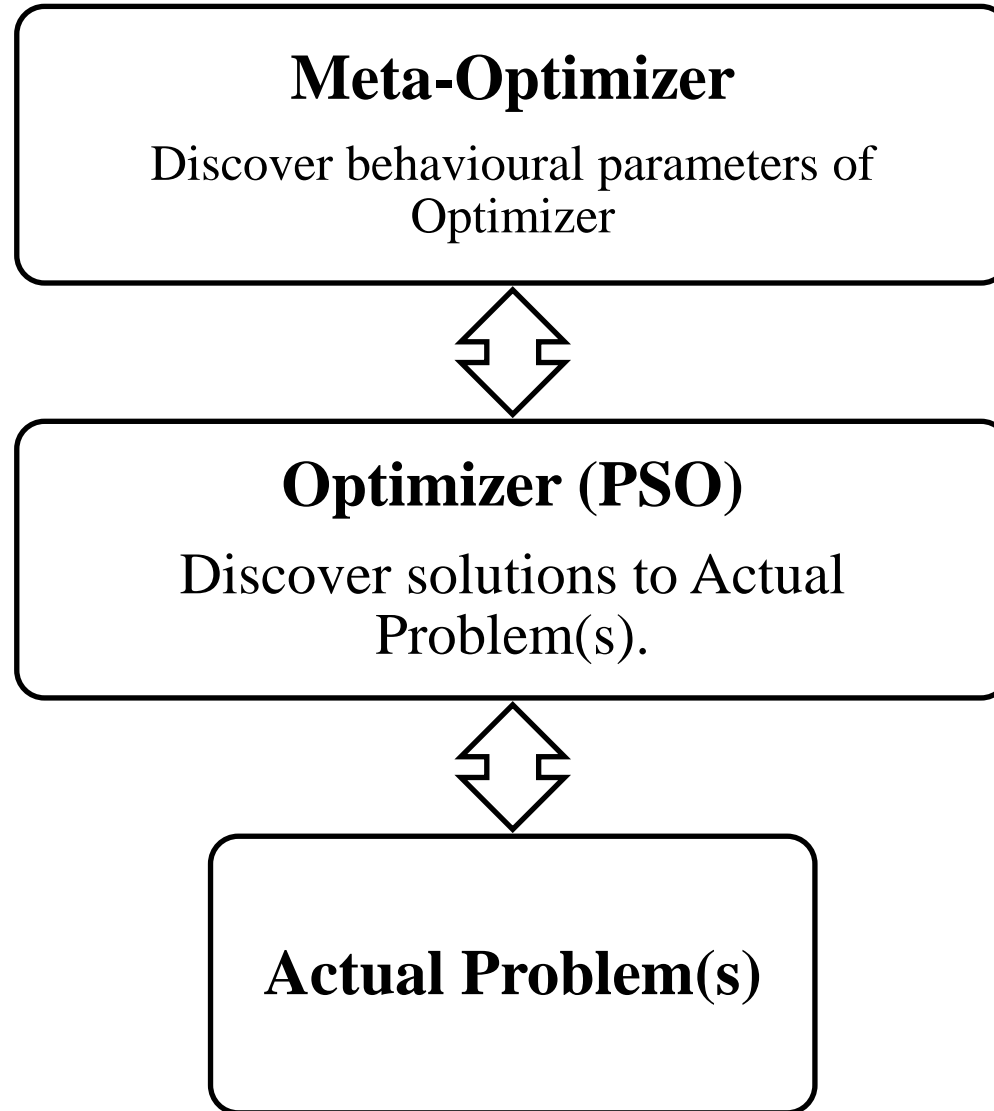 Meta-Optimizer
Discover behavioural parameters of
Optimizer
Optimizer (PSO)
Discover solutions to Actual
Problem(s).
Actual Problem(s)